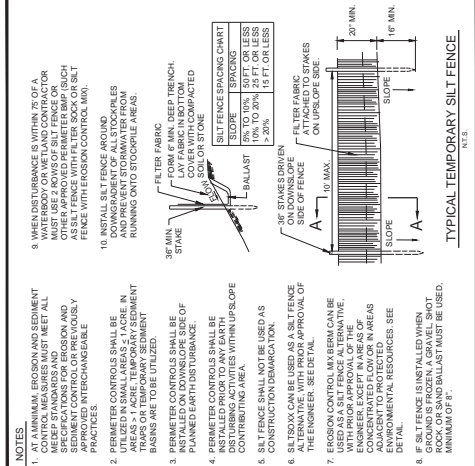 NOTES
1. AT A MINIMUM, EROSION AND SEDIMENT
CONTROL MEASURES MUST MEET ALL
MEDEP STANDARDS AND
SPECIFICATIONS FOR EROSION AND
SEDIMENT CONTROL OR PREVIOUSLY
APPROVED INTERCHANGEABLE
PRACTICES.
2. PERIMETER CONTROLS SHALL BE
UTILIZED IN SMALL AREAS ≤ 1 ACRE. IN
AREAS > 1 ACRE, TEMPORARY SEDIMENT
TRAPS OR TEMPORARY SEDIMENT
BASINS ARE TO BE UTILIZED.
3. PERIMETER CONTROLS SHALL BE
INSTALLED ON DOWNSLOPE SIDE OF
PLANNED EARTH DISTURBANCE.
4. PERIMETER CONTROLS SHALL BE
INSTALLED PRIOR TO ANY EARTH
DISTURBING ACTIVITIES WITHIN UPSLOPE
CONTRIBUTING AREA.
5. SILT FENCE SHALL NOT BE USED AS
CONSTRUCTION DEMARCATION.
6. SILTSOXX CAN BE USED AS A SILT FENCE
ALTERNATIVE, WITH PRIOR APPROVAL OF
THE ENGINEER. SEE DETAIL.
7. EROSION CONTROL MIX BERM CAN BE
USED AS A SILT FENCE ALTERNATIVE,
WITH PRIOR APPROVAL OF THE
ENGINEER, EXCEPT IN AREAS OF
CONCENTRATED FLOW OR IN AREAS
ADJACENT TO PROTECTED
ENVIRONMENTAL RESOURCES. SEE
DETAIL.
8. IF SILT FENCE IS INSTALLED WHEN
GROUND IS FROZEN, A GRAVEL, SHOT
ROCK, OR SAND BALLAST MUST BE USED,
MINIMUM OF 8".
9. WHEN DISTURBANCE IS WITHIN 75' OF A
WATERBODY OR WETLAND CONTRACTOR
MUST USE 2 ROWS OF SILT FENCE OR
OTHER APPROVED PERIMETER BMP (SUCH
AS SILT FENCE WITH FILTER SOCK OR SILT
FENCE WITH EROSION CONTROL MIX).
10. INSTALL SILT FENCE AROUND
DOWNGRADIENT OF ALL STOCKPILES
AND PREVENT STORMWATER FROM
RUNNING ONTO STOCKPILE AREAS.
36" MIN.
STAKE
FLOW
FILTER FABRIC
FORM 6" MIN. DEEP TRENCH.
LAY FABRIC IN BOTTOM
COVER WITH COMPACTED
SOIL OR STONE
BALLAST
SILT FENCE SPACING CHART
SLOPE SPACING
5% TO 10% 50 FT. OR LESS
10% TO 20% 25 FT. OR LESS
> 20% 15 FT. OR LESS
36" STAKES DRIVEN
ON DOWNSLOPE
SIDE OF FENCE
FILTER FABRIC
ATTACHED TO STAKES
ON UPSLOPE SIDE.
10' MAX.
A
A
20" MIN.
16" MIN.
SLOPE
SLOPE
TYPICAL TEMPORARY SILT FENCE
N.T.S.